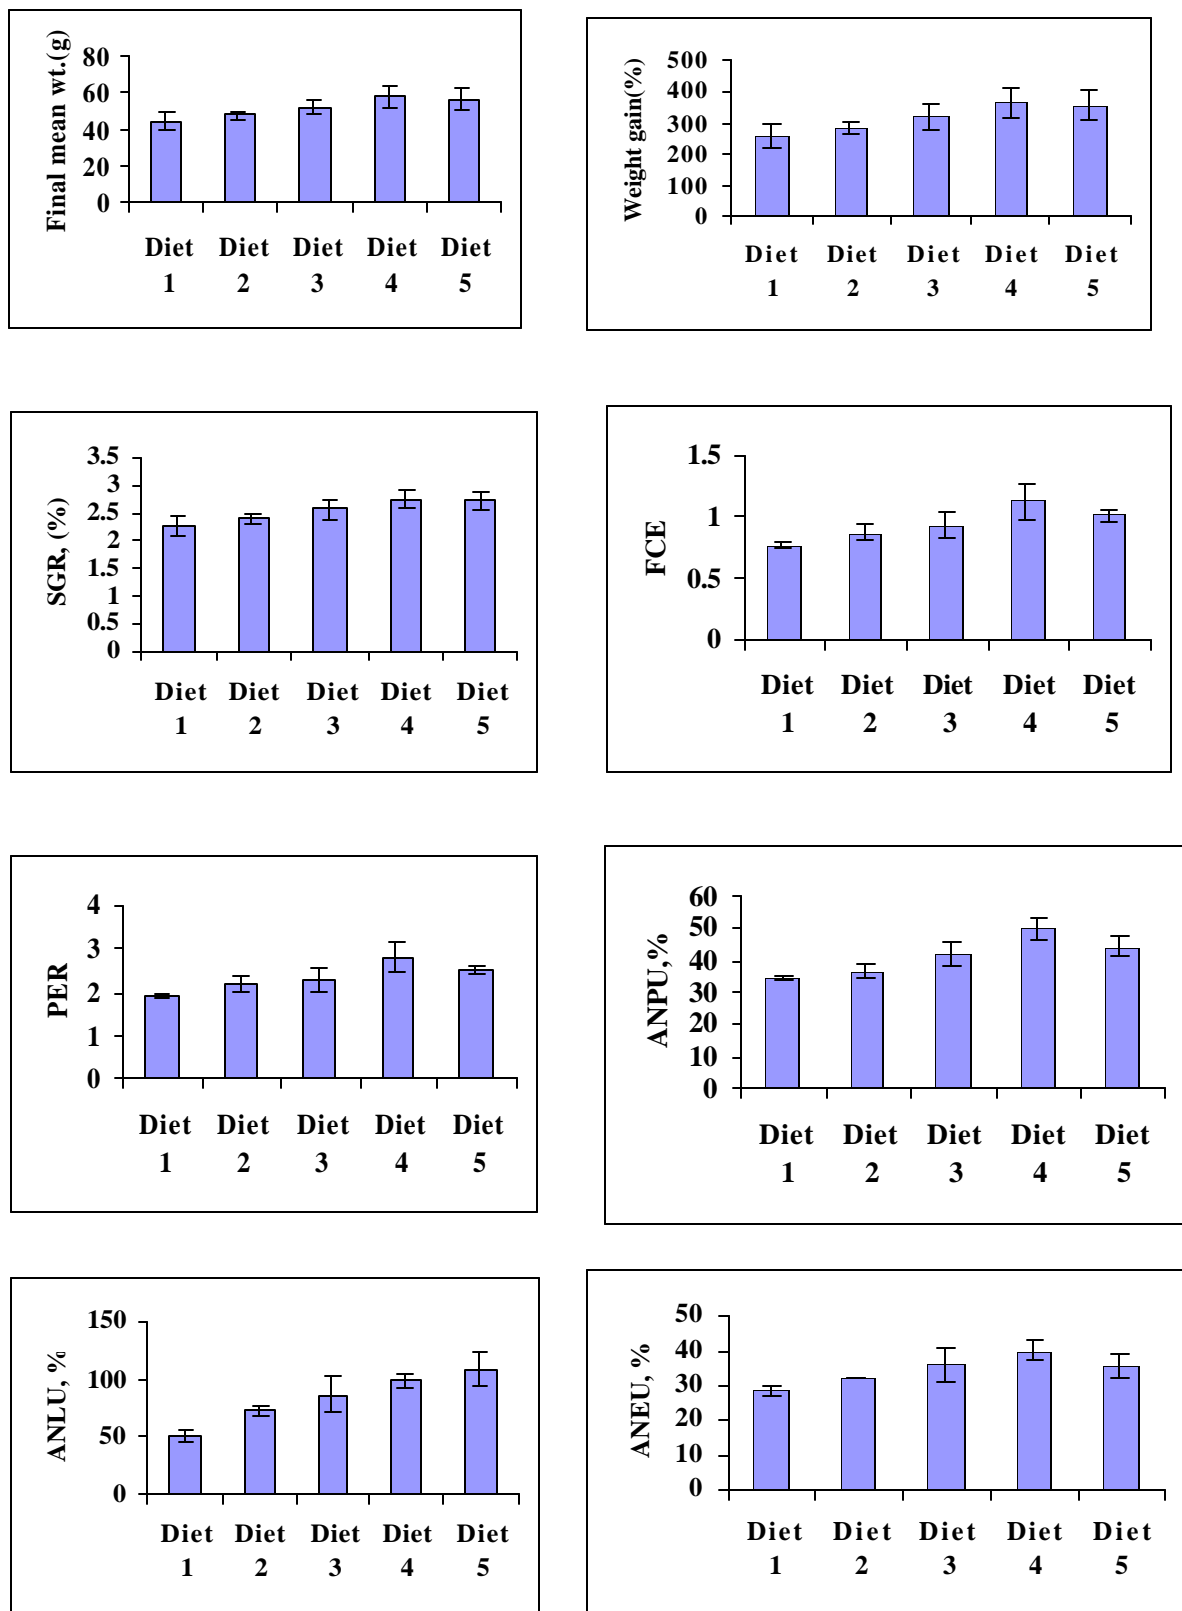 Final mean wt.(g)
80
60
40
20
0
Diet Diet Diet Diet Diet
1 2 3 4 5
Weight gain(%)
500
400
300
200
100
0
Diet Diet Diet Diet Diet
1 2 3 4 5
SGR, (%)
3.5
3
2.5
2
1.5
1
0.5
0
Diet Diet Diet Diet Diet
1 2 3 4 5
FCE
1.5
1
0.5
0
Diet Diet Diet Diet Diet
1 2 3 4 5
PER
4
3
2
1
0
Diet Diet Diet Diet Diet
1 2 3 4 5
ANPU,%
60
50
40
30
20
10
0
Diet Diet Diet Diet Diet
1 2 3 4 5
ANLU, %
150
100
50
0
Diet Diet Diet Diet Diet
1 2 3 4 5
ANEU, %
50
40
30
20
10
0
Diet Diet Diet Diet Diet
1 2 3 4 5